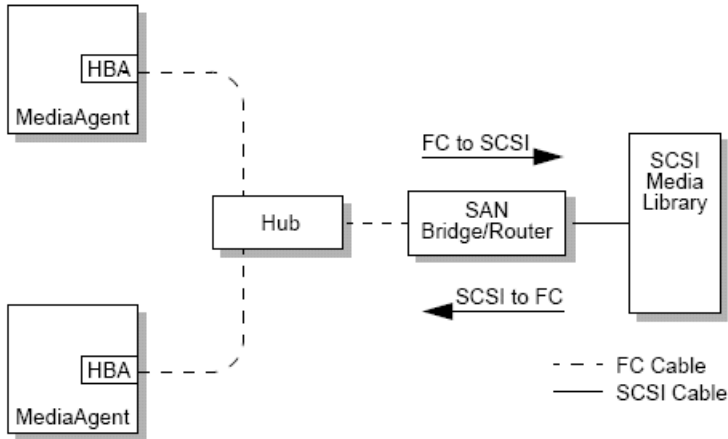 HBA
MediaAgent
FC to SCSI
SCSI
Media
Library
Hub
SAN
Bridge/Router
SCSI to FC
HBA
MediaAgent
FC Cable
SCSI Cable